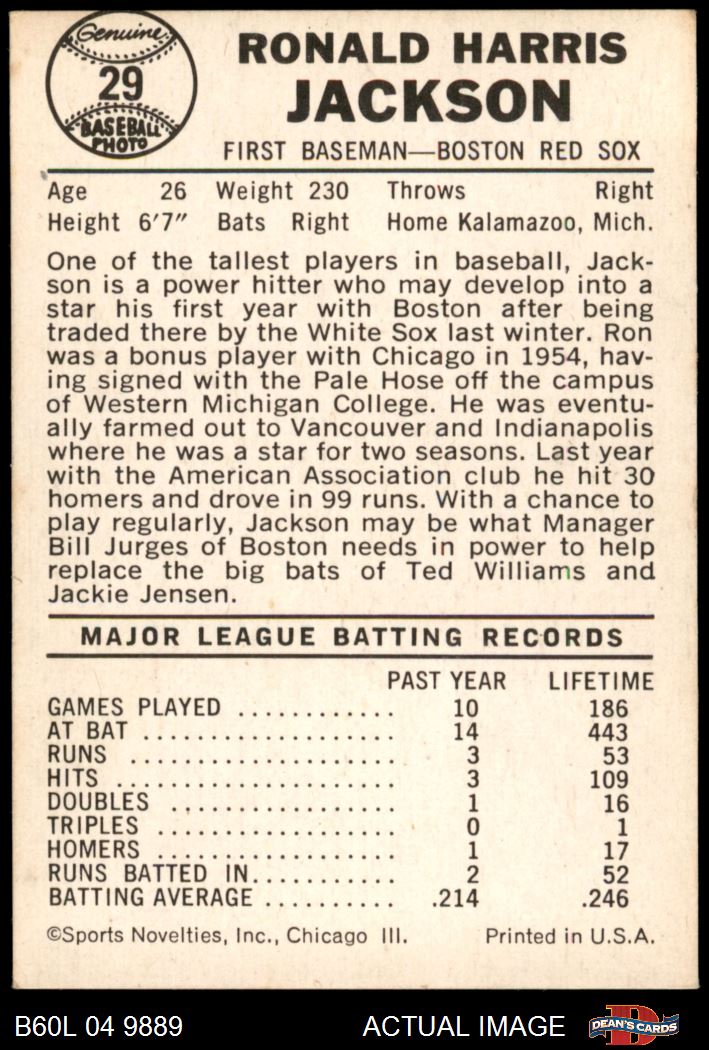 Genuine
29
BASEBALL
PHOTO
RONALD HARRIS
JACKSON
FIRST BASEMAN—BOSTON RED SOX
Age 26 Weight 230 Throws Right
Height 6'7" Bats Right Home Kalamazoo, Mich.
One of the tallest players in baseball, Jack-
son is a power hitter who may develop into a
star his first year with Boston after being
traded there by the White Sox last winter. Ron
was a bonus player with Chicago in 1954, hav-
ing signed with the Pale Hose off the campus
of Western Michigan College. He was eventu-
ally farmed out to Vancouver and Indianapolis
where he was a star for two seasons. Last year
with the American Association club he hit 30
homers and drove in 99 runs. With a chance to
play regularly, Jackson may be what Manager
Bill Jurges of Boston needs in power to help
replace the big bats of Ted Williams and
Jackie Jensen.
MAJOR LEAGUE BATTING RECORDS
PAST YEAR LIFETIME
GAMES PLAYED ............ 10 186
AT BAT ................... 14 443
RUNS .................... 3 53
HITS ..................... 3 109
DOUBLES ................. 1 16
TRIPLES .................. 0 1
HOMERS .................. 1 17
RUNS BATTED IN........... 2 52
BATTING AVERAGE .......... .214 .246
©Sports Novelties, Inc., Chicago Ill. Printed in U.S.A.
B60L 04 9889 ACTUAL IMAGE D DEAN'S CARDS